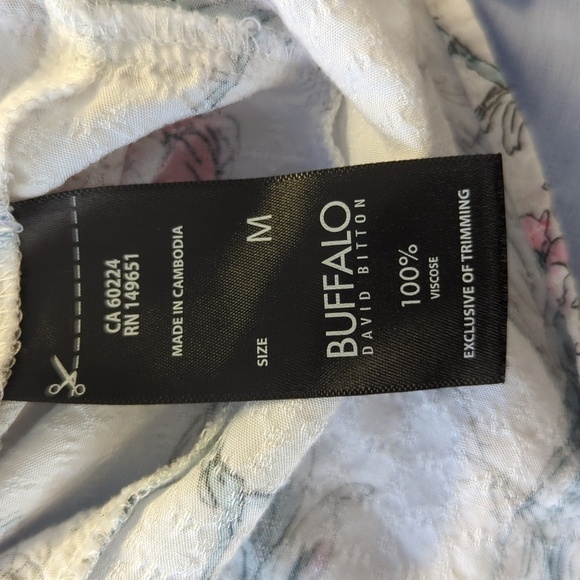 CA 60224
RN 149651
MADE IN CAMBODIA
SIZE M
BUFFALO
DAVID BITTON
100%
VISCOSE
EXCLUSIVE OF TRIMMING